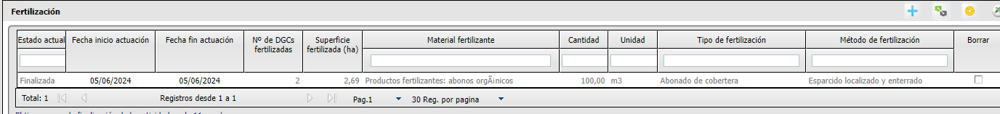 Fertilización
Estado actual Fecha inicio actuación Fecha fin actuación Nº de DGCs fertilizadas Superficie fertilizada (ha) Material fertilizante Cantidad Unidad Tipo de fertilización Método de fertilización Borrar
Finalizada 05/06/2024 05/06/2024 2 2,69 Productos fertilizantes: abonos orgÃinicos 100,00 m3 Abonado de cobertera Esparcido localizado y enterrado
Total: 1 Registros desde 1 a 1 Pag.1 30 Reg. por pagina